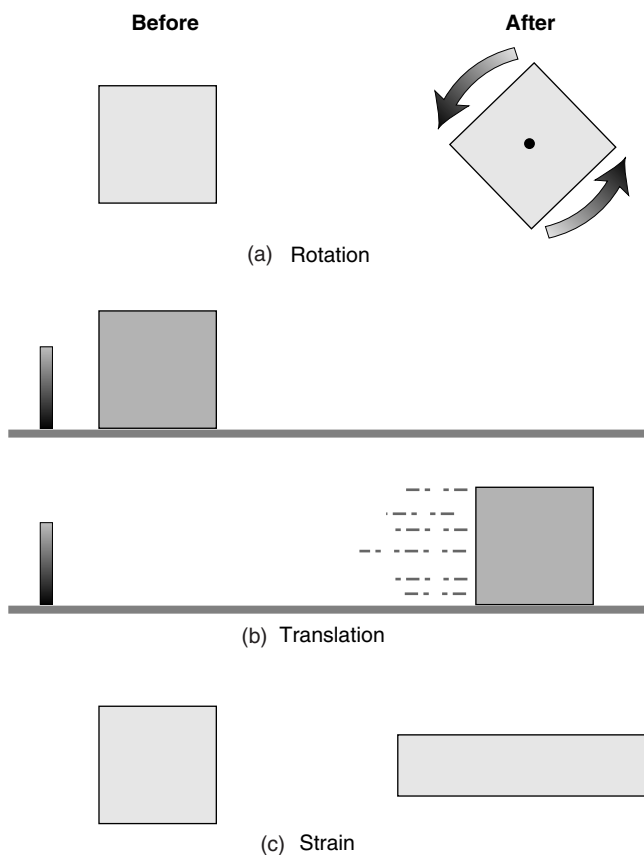 Before
After
(a) Rotation
(b) Translation
(c) Strain